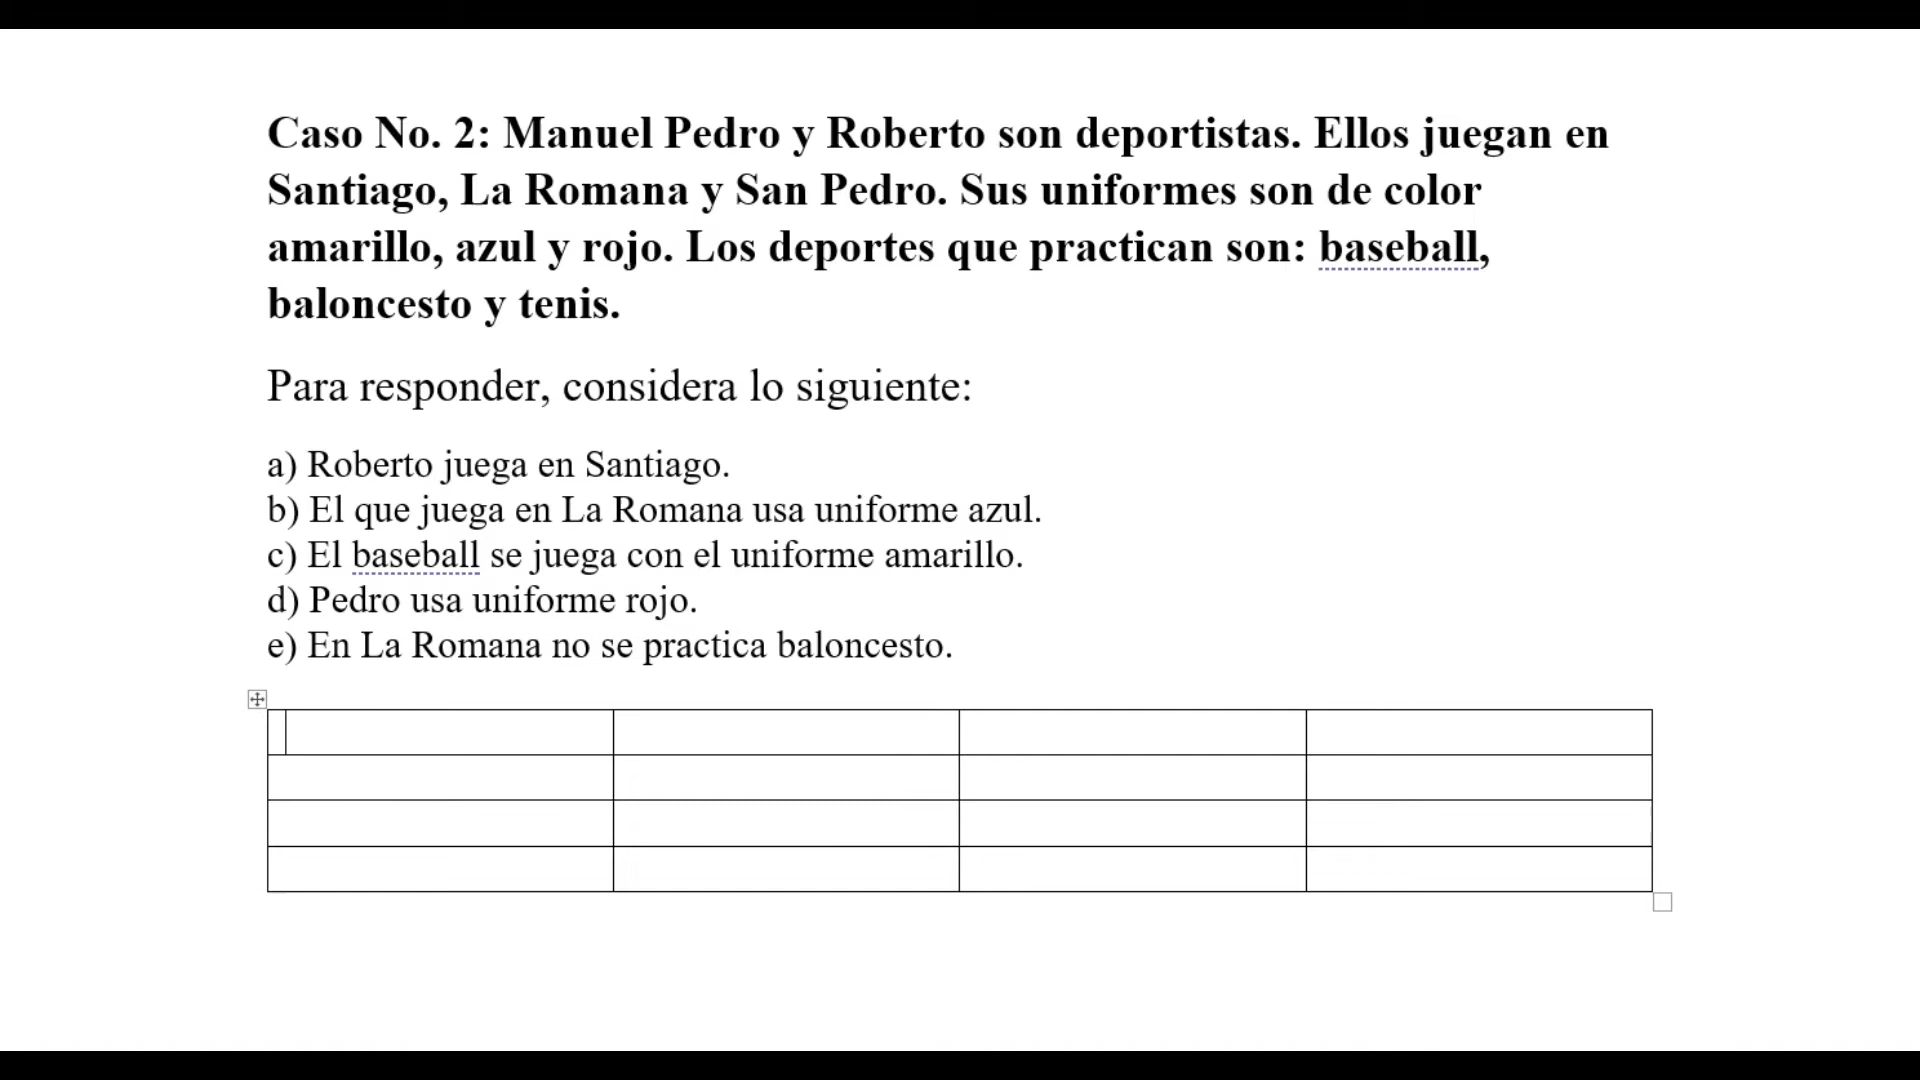 Caso No. 2: Manuel Pedro y Roberto son deportistas. Ellos juegan en
Santiago, La Romana y San Pedro. Sus uniformes son de color
amarillo, azul y rojo. Los deportes que practican son: baseball,
baloncesto y tenis.
Para responder, considera lo siguiente:
a) Roberto juega en Santiago.
b) El que juega en La Romana usa uniforme azul.
c) El baseball se juega con el uniforme amarillo.
d) Pedro usa uniforme rojo.
e) En La Romana no se practica baloncesto.